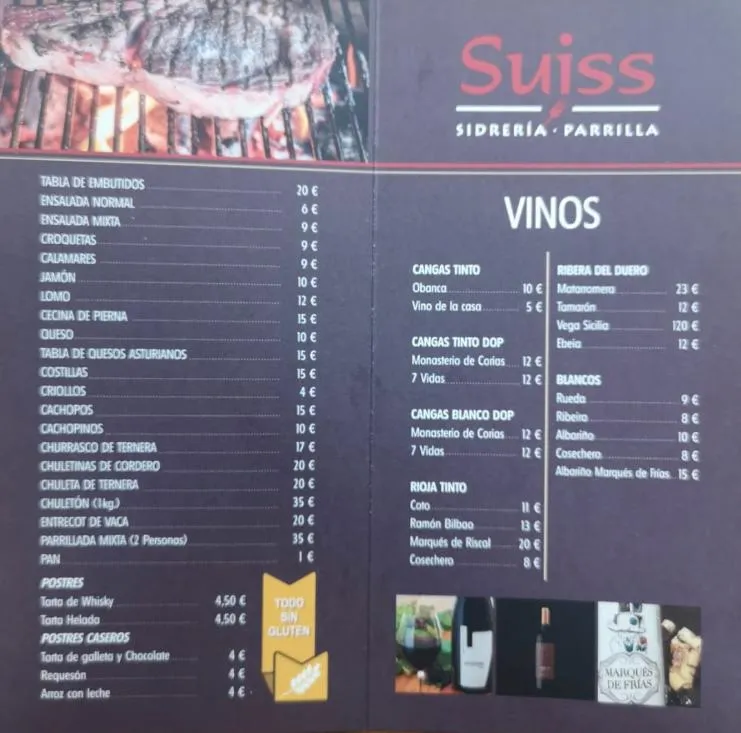 TABLA DE EMBUTIDOS 20 €
ENSALADA NORMAL 6 €
ENSALADA MIXTA 9 €
CROQUETAS 9 €
CALAMARES 9 €
JAMÓN 10 €
LOMO 12 €
CECINA DE PIERNA 15 €
QUESO 10 €
TABLA DE QUESOS ASTURIANOS 15 €
COSTILLAS 15 €
CRIOLLOS 4 €
CACHOPOS 15 €
CACHOPINOS 10 €
CHURRASCO DE TERNERA 17 €
CHULETINAS DE CORDERO 20 €
CHULETA DE TERNERA 20 €
CHULETÓN (1kg.) 35 €
ENTRECOT DE VACA 20 €
PARRILLADA MIXTA (2 Personas) 35 €
PAN 1 €
POSTRES
Tarta de Whisky 4,50 €
Tarta Helada 4,50 €
POSTRES CASEROS
Tarta de galleta y Chocolate 4 €
Requesón 4 €
Arroz con leche 4 €
TODO
SIN
GLUTEN
Suiss
SIDRERÍA · PARRILLA
VINOS
CANGAS TINTO
Obanca 10 €
Vino de la casa 5 €
CANGAS TINTO DOP
Monasterio de Corias 12 €
7 Vidas 12 €
CANGAS BLANCO DOP
Monasterio de Corias 12 €
7 Vidas 12 €
RIOJA TINTO
Coto 11 €
Ramón Bilbao 13 €
Marqués de Riscal 20 €
Cosechero 8 €
RIBERA DEL DUERO
Matarromera 23 €
Tamarón 12 €
Vega Sicilia 120 €
Ebeia 12 €
BLANCOS
Rueda 9 €
Ribeiro 8 €
Albariño 10 €
Cosechero 8 €
Albariño Marqués de Frías 15 €
MARQUÉS
DE FRÍAS